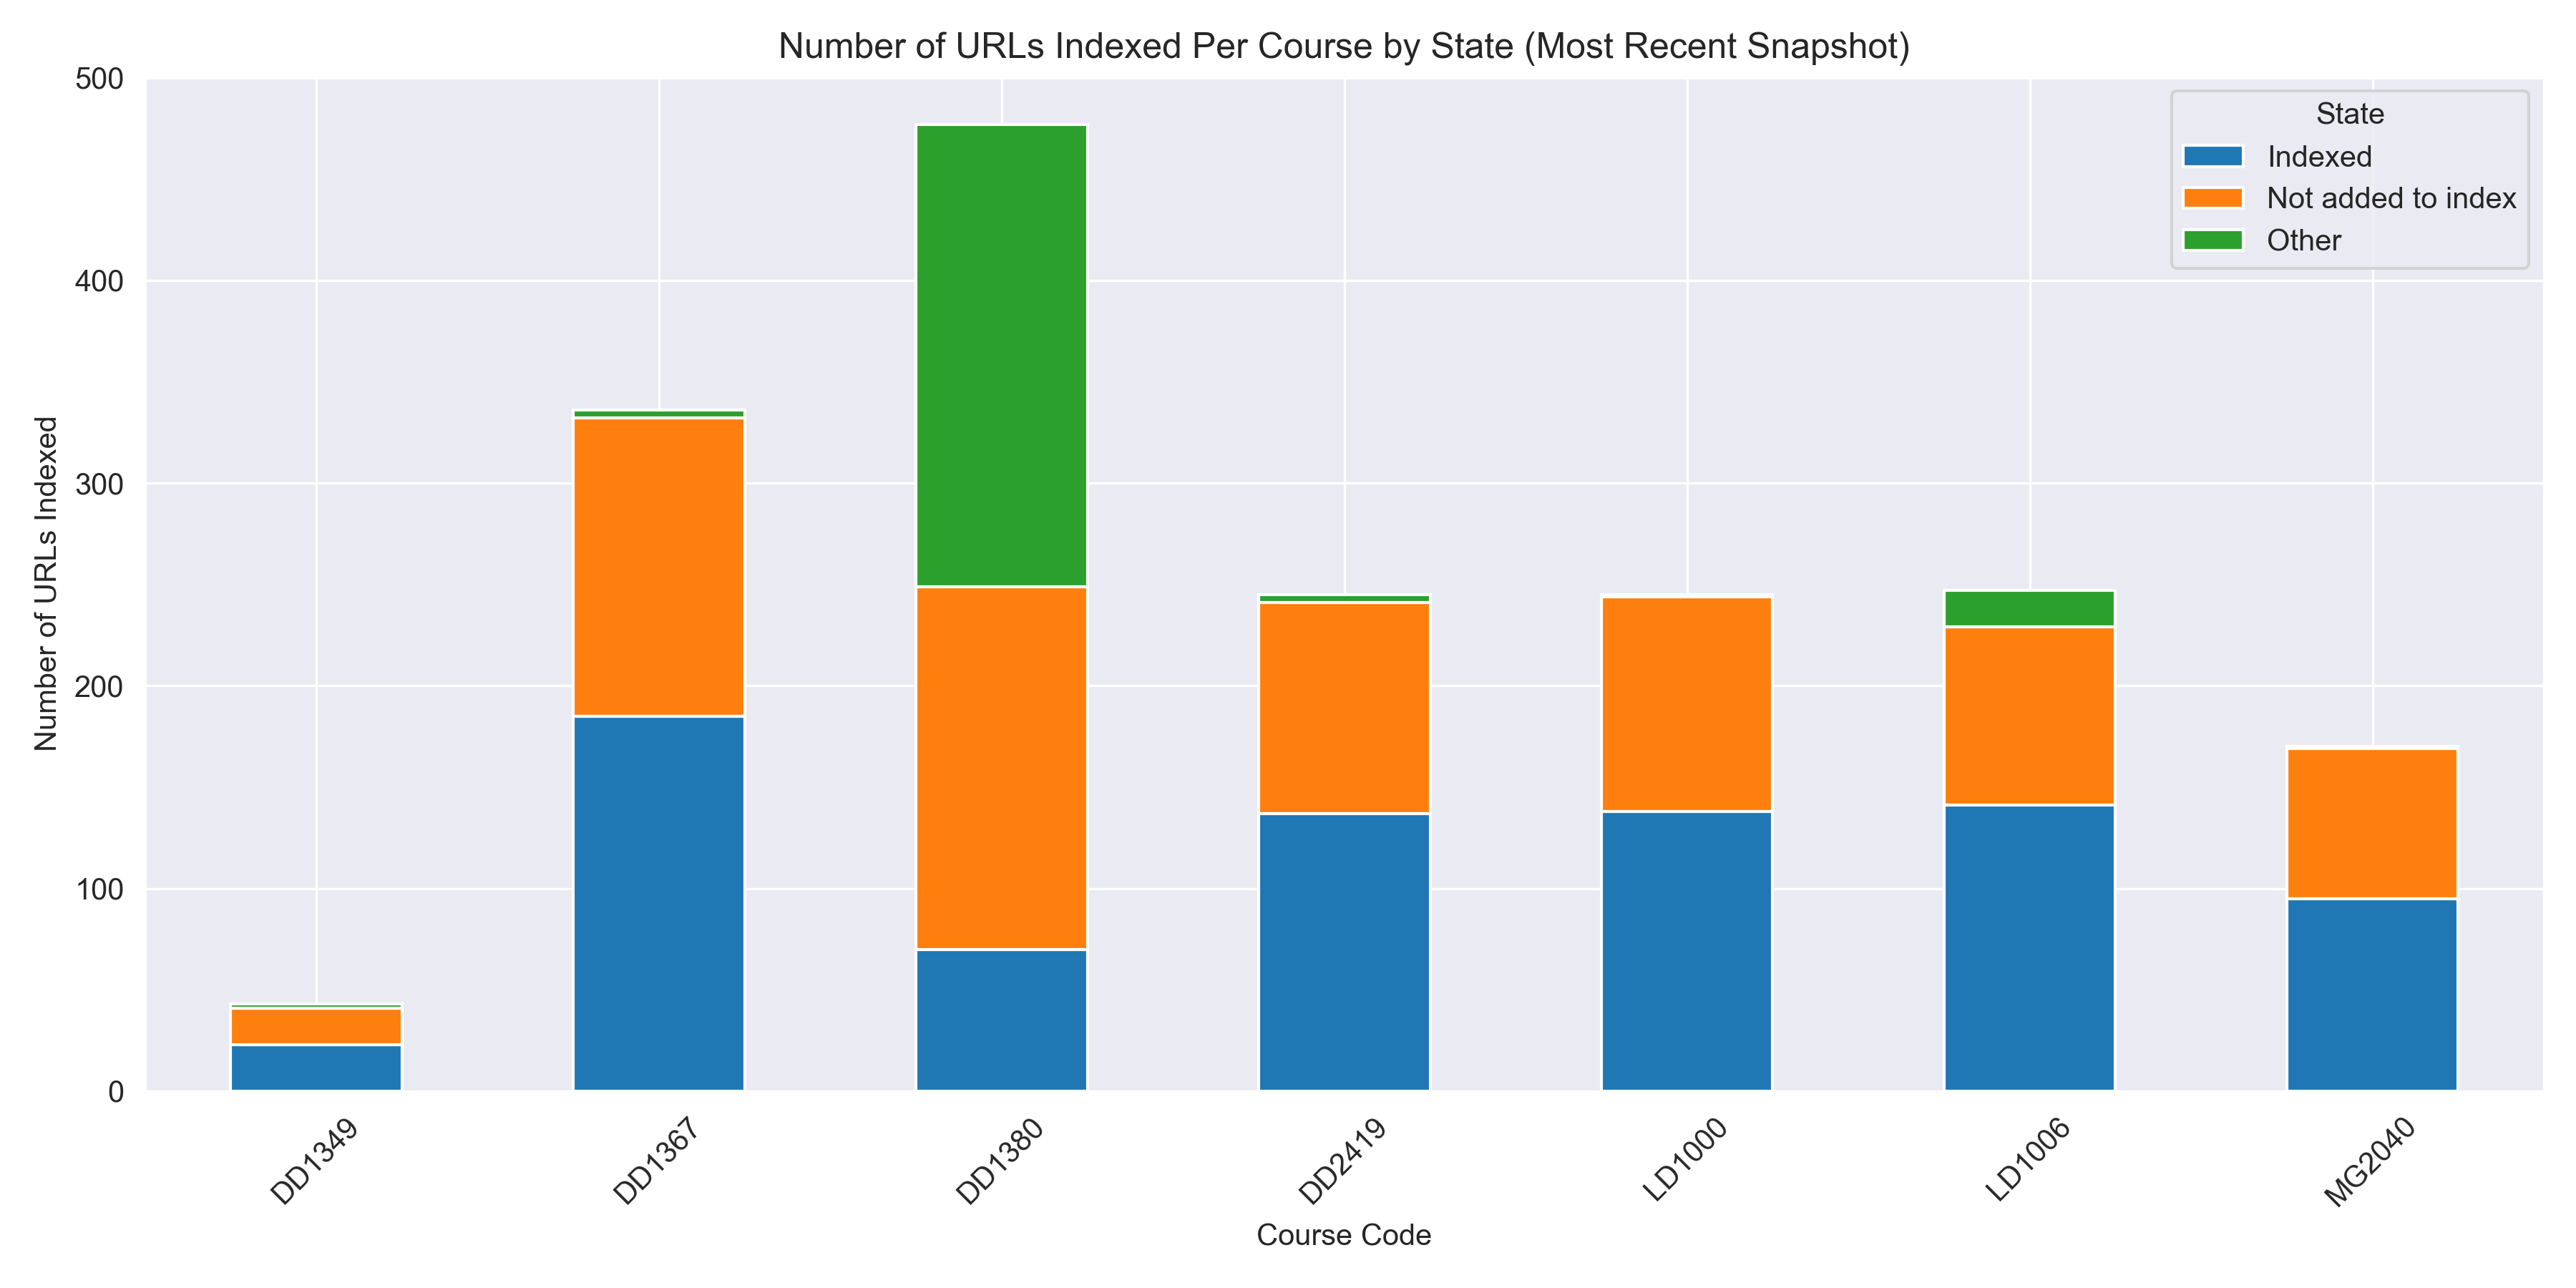 Number of URLs Indexed Per Course by State (Most Recent Snapshot)
Number of URLs Indexed
500
400
300
200
100
0
State
Indexed
Not added to index
Other
DD1349
DD1367
DD1380
DD2419
LD1000
LD1006
MG2040
Course Code